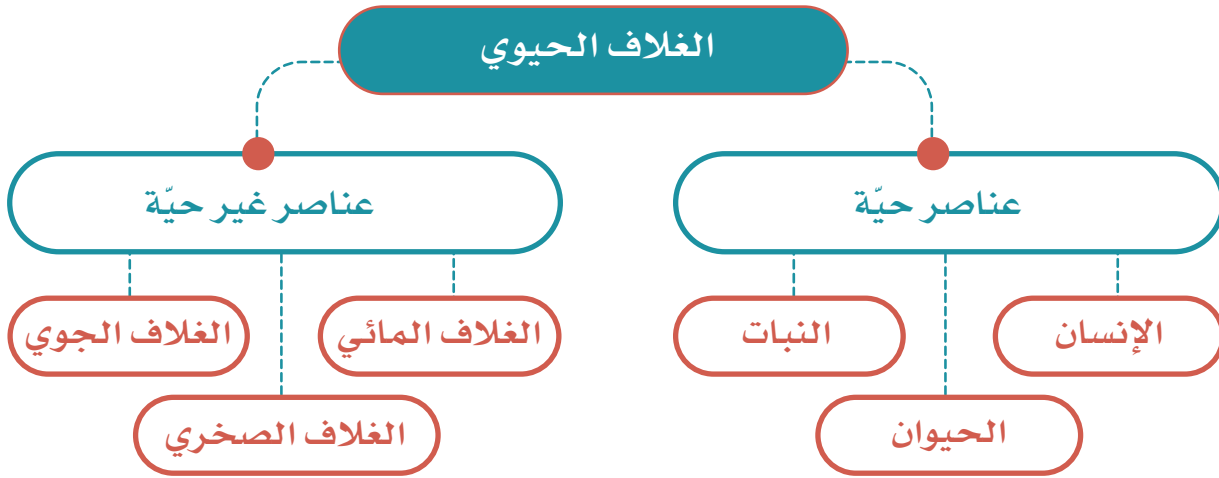 الغلاف الحيوي
عناصر حيّة
عناصر غير حيّة
الإنسان
النبات
الغلاف المائي
الغلاف الجوي
الحيوان
الغلاف الصخري